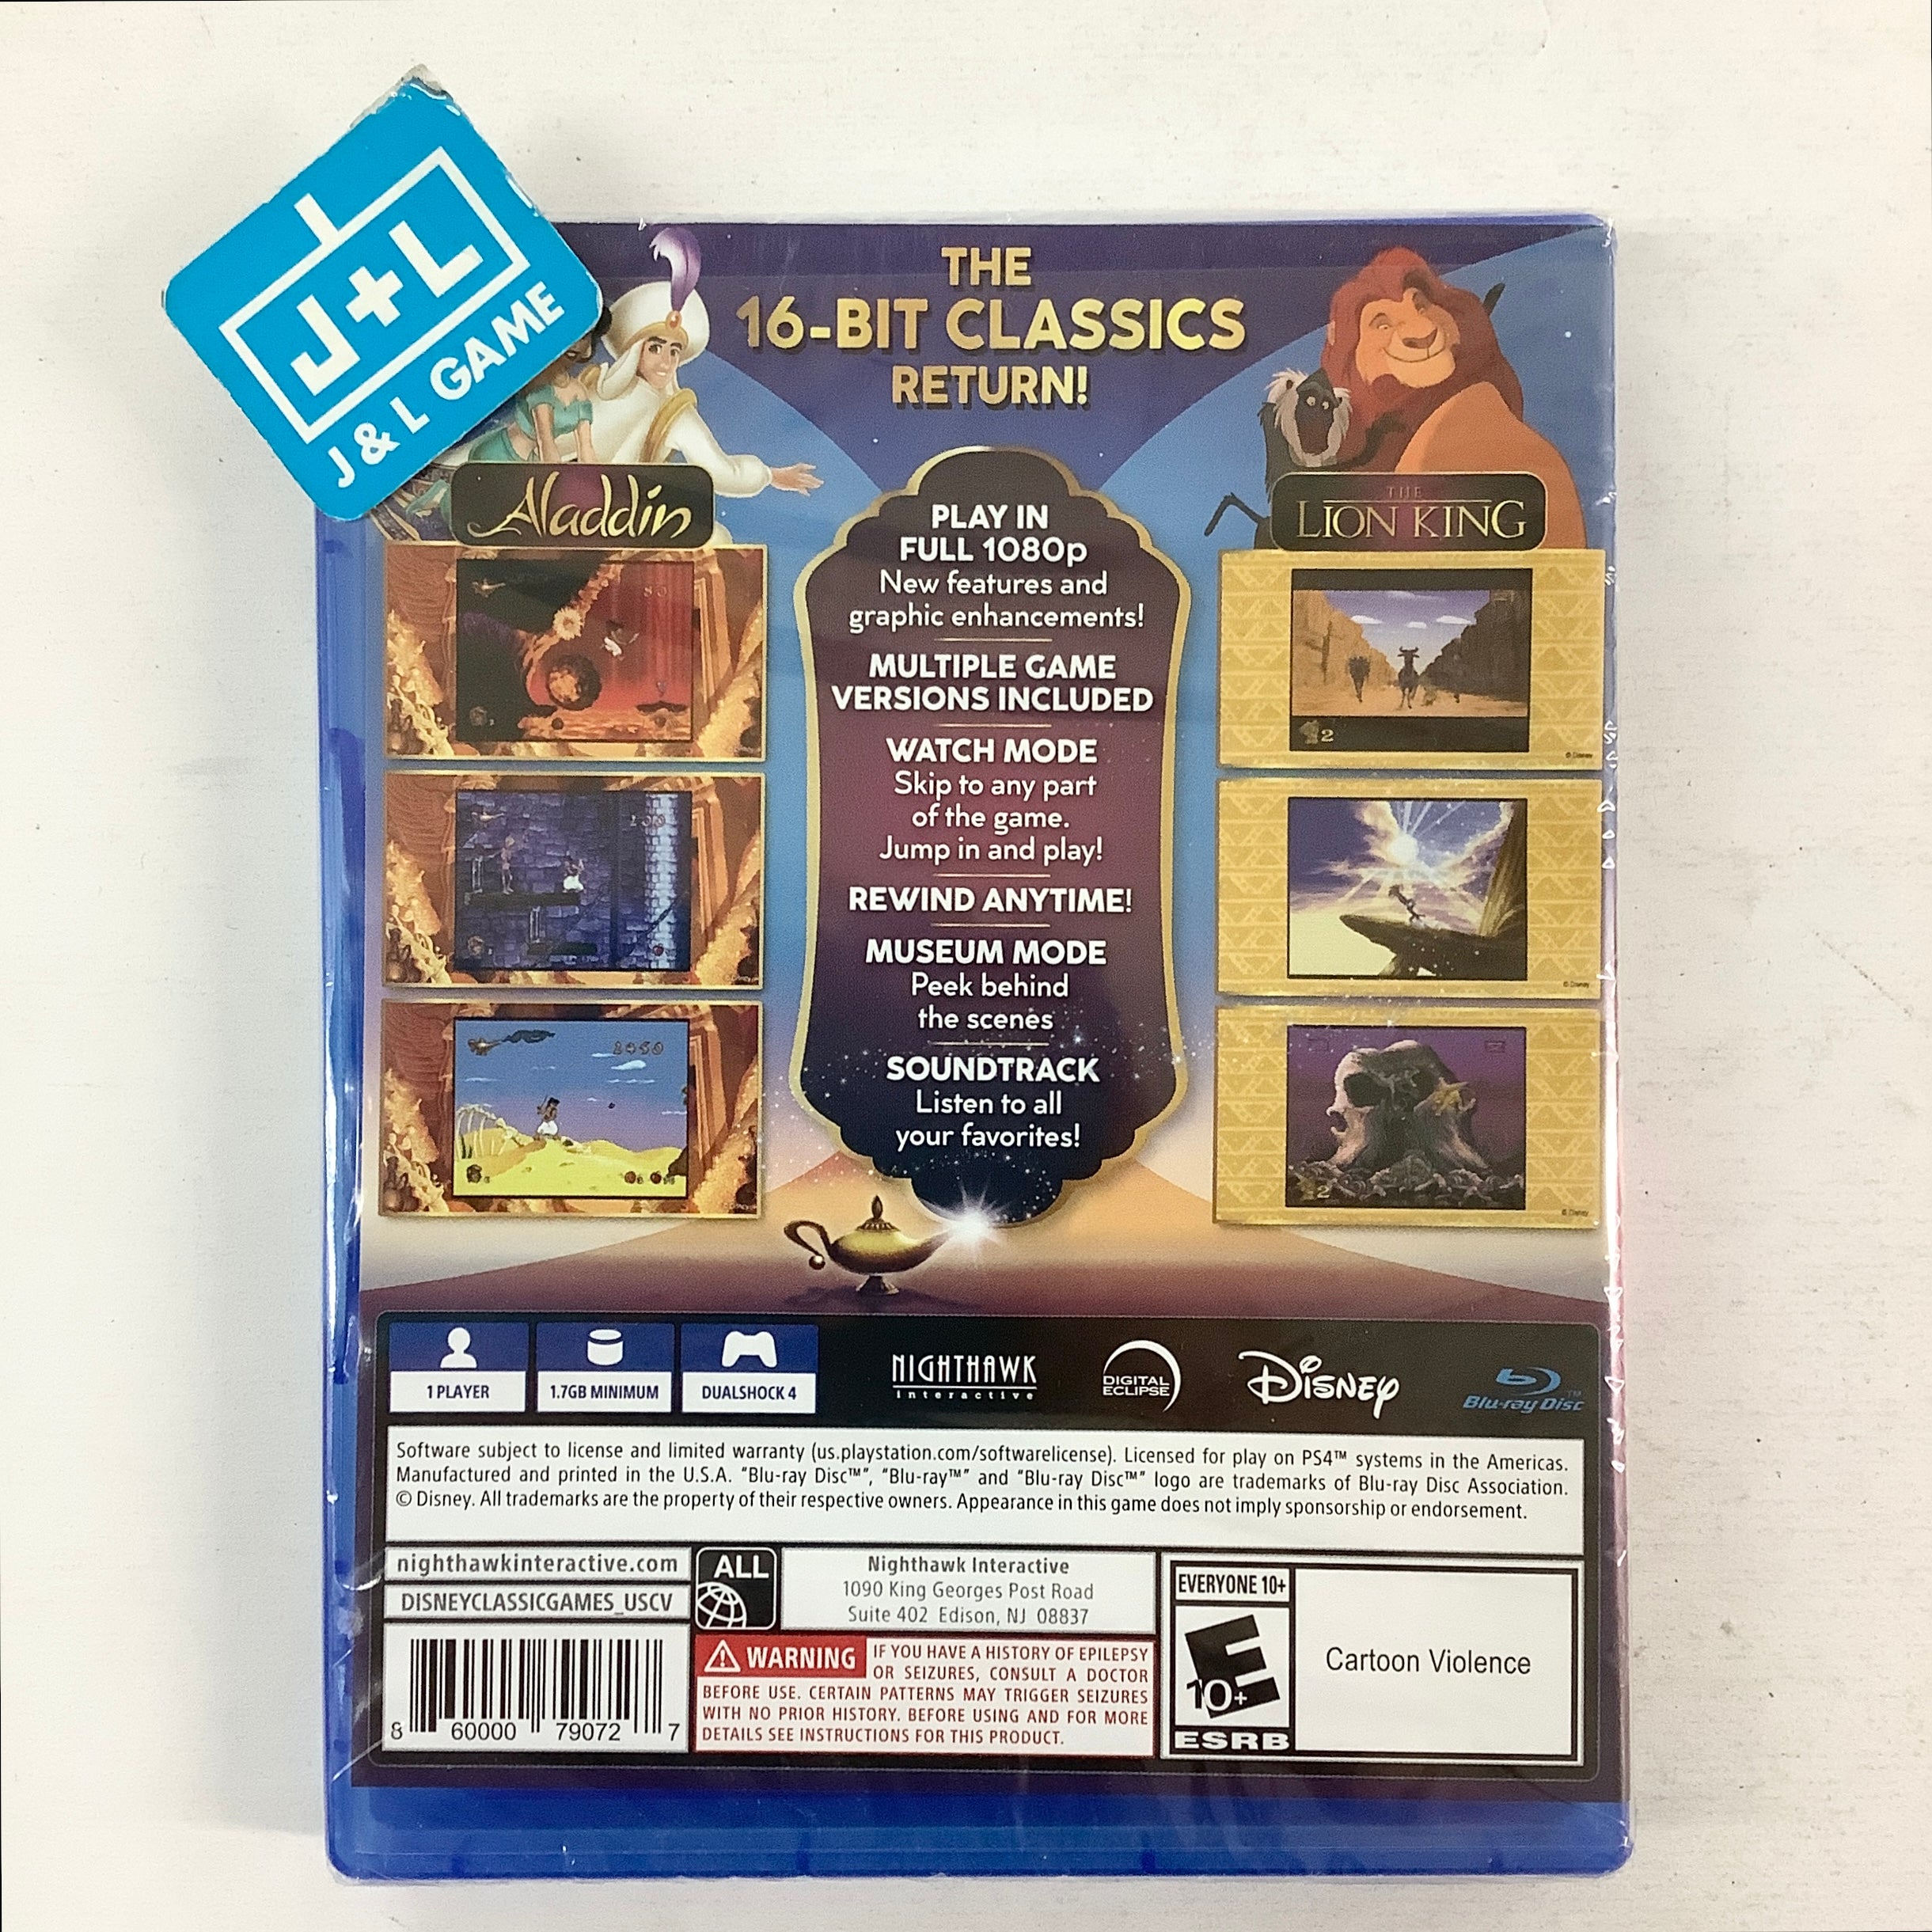 J+L
J & L GAME
THE
16-BIT CLASSICS
RETURN!
Aladdin
THE
LION KING
PLAY IN
FULL 1080p
New features and
graphic enhancements!
MULTIPLE GAME
VERSIONS INCLUDED
WATCH MODE
Skip to any part
of the game.
Jump in and play!
REWIND ANYTIME!
MUSEUM MODE
Peek behind
the scenes
SOUNDTRACK
Listen to all
your favorites!
2
© Disney
© Disney
2
© Disney
1 PLAYER
1.7GB MINIMUM
DUALSHOCK 4
NIGHTHAWK
interactive
DIGITAL
ECLIPSE
Disney
Blu-ray Disc™
Software subject to license and limited warranty (us.playstation.com/softwarelicense). Licensed for play on PS4™ systems in the Americas.
Manufactured and printed in the U.S.A. "Blu-ray Disc™", "Blu-ray™" and "Blu-ray Disc™" logo are trademarks of Blu-ray Disc Association.
© Disney. All trademarks are the property of their respective owners. Appearance in this game does not imply sponsorship or endorsement.
nighthawkinteractive.com
DISNEYCLASSICGAMES_USCV
ALL
Nighthawk Interactive
1090 King Georges Post Road
Suite 402 Edison, NJ 08837
WARNING IF YOU HAVE A HISTORY OF EPILEPSY
OR SEIZURES, CONSULT A DOCTOR
BEFORE USE. CERTAIN PATTERNS MAY TRIGGER SEIZURES
WITH NO PRIOR HISTORY. BEFORE USING AND FOR MORE
DETAILS SEE INSTRUCTIONS FOR THIS PRODUCT.
8 60000 79072 7
EVERYONE 10+
E
10+
ESRB
Cartoon Violence